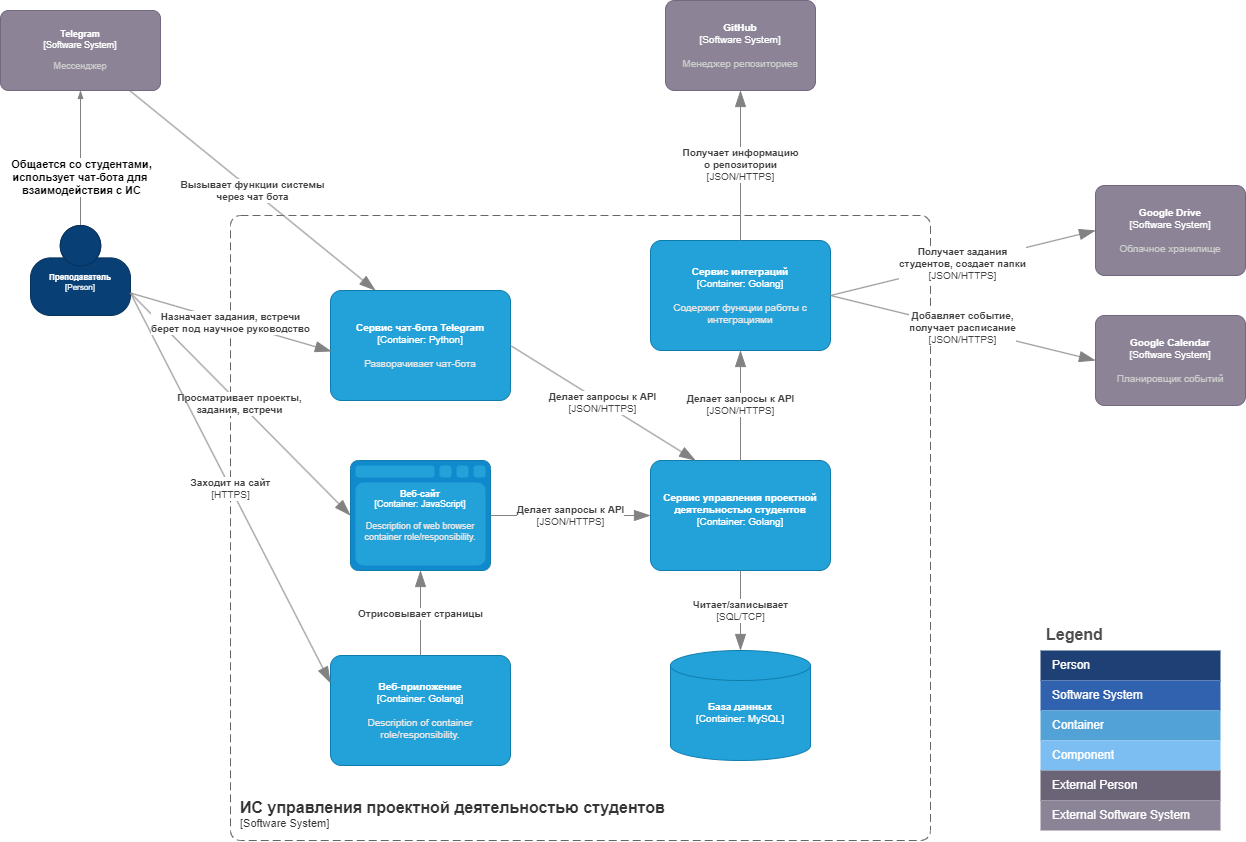 Telegram
[Software System]
Мессенджер
GitHub
[Software System]
Менеджер репозиториев
Общается со студентами,
использует чат-бота для
взаимодействия с ИС
Получает информацию
о репозитории
[JSON/HTTPS]
Вызывает функции системы
через чат бота
Преподаватель
[Person]
Google Drive
[Software System]
Облачное хранилище
Получает задания
студентов, создает папки
[JSON/HTTPS]
Сервис интеграций
[Container: Golang]
Содержит функции работы с
интеграциями
Назначает задания, встречи
берет под научное руководство
Сервис чат-бота Telegram
[Container: Python]
Разворачивает чат-бота
Добавляет событие,
получает расписание
[JSON/HTTPS]
Google Calendar
[Software System]
Планировщик событий
Просматривает проекты,
задания, встречи
Делает запросы к API
[JSON/HTTPS]
Делает запросы к API
[JSON/HTTPS]
Заходит на сайт
[HTTPS]
Веб-сайт
[Container: JavaScript]
Description of web browser
container role/responsibility.
Делает запросы к API
[JSON/HTTPS]
Сервис управления проектной
деятельностью студентов
[Container: Golang]
Отрисовывает страницы
Читает/записывает
[SQL/TCP]
Веб-приложение
[Container: Golang]
Description of container
role/responsibility.
База данных
[Container: MySQL]
ИС управления проектной деятельностью студентов
[Software System]
Legend
Person
Software System
Container
Component
External Person
External Software System